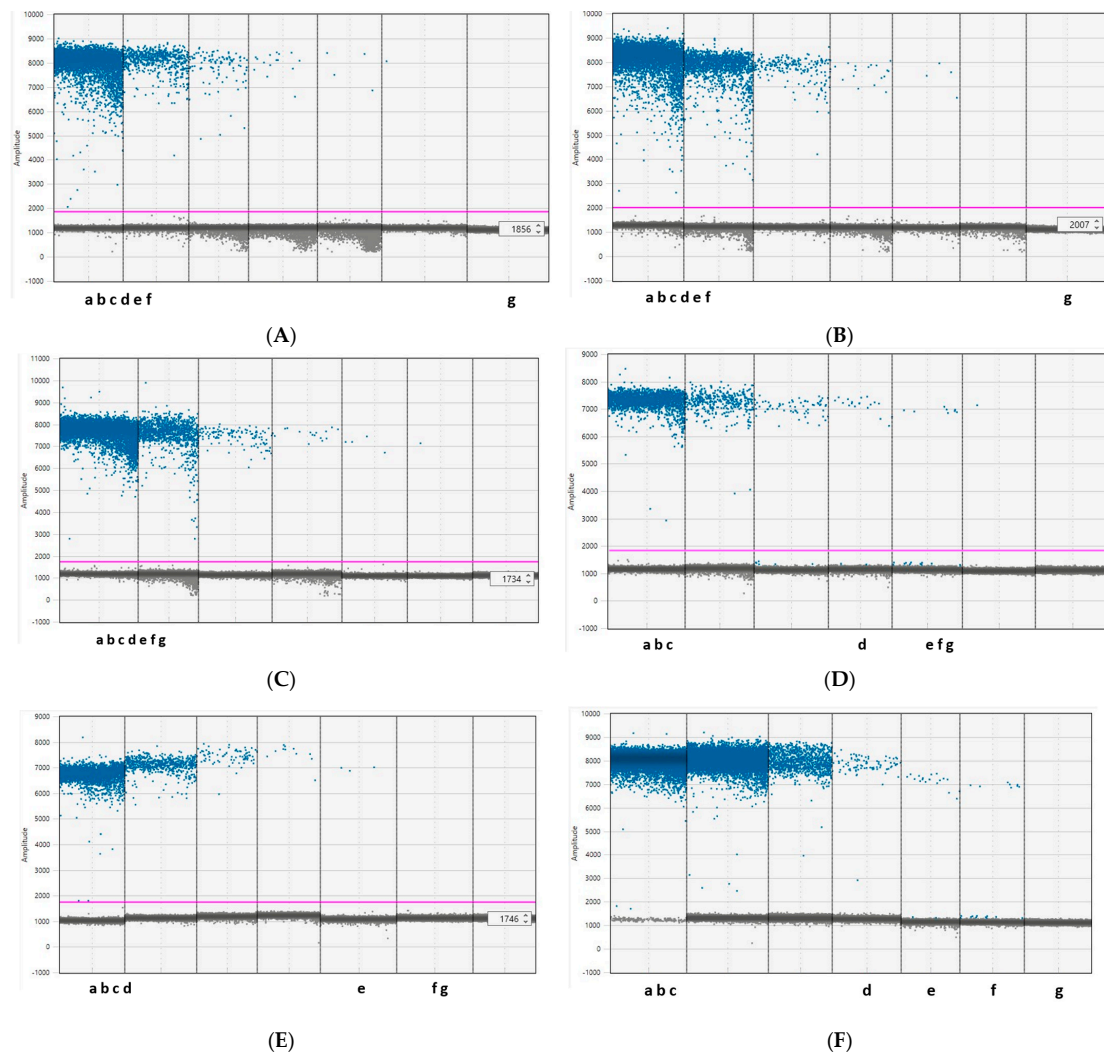 10000
9000
8000
7000
6000
5000
4000
3000
2000
1000
0
-1000
Amplitude
1856
a b c d e f
g
(A)
10000
9000
8000
7000
6000
5000
4000
3000
2000
1000
0
-1000
Amplitude
2007
a b c d e f
g
(B)
11000
10000
9000
8000
7000
6000
5000
4000
3000
2000
1000
0
-1000
Amplitude
1734
a b c d e f g
(C)
9000
8000
7000
6000
5000
4000
3000
2000
1000
0
-1000
Amplitude
a b c
d
e f g
(D)
9000
8000
7000
6000
5000
4000
3000
2000
1000
0
-1000
Amplitude
1746
a b c d
e
f g
(E)
10000
9000
8000
7000
6000
5000
4000
3000
2000
1000
0
-1000
Amplitude
a b c
d
e
f
g
(F)